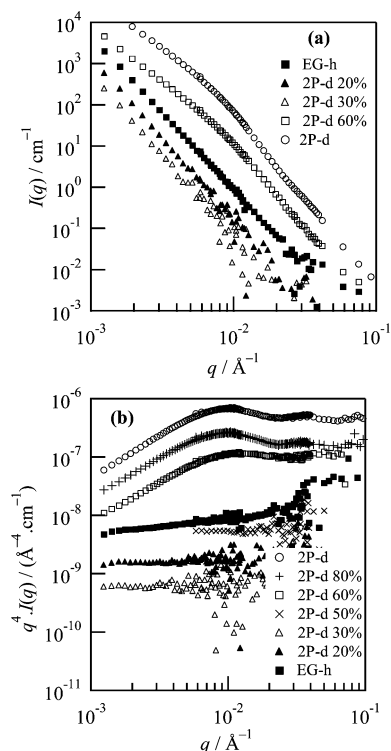 (a)
10^4
10^3
10^2
10^1
10^0
10^-1
10^-2
10^-3
I(q) / cm^-1
EG-h
2P-d 20%
2P-d 30%
2P-d 60%
2P-d
10^-3 10^-2 10^-1
q / Å^-1
(b)
10^-6
10^-7
10^-8
10^-9
10^-10
10^-11
q^4.I(q) / (Å^-4.cm^-1)
2P-d
2P-d 80%
2P-d 60%
2P-d 50%
2P-d 30%
2P-d 20%
EG-h
10^-3 10^-2 10^-1
q / Å^-1